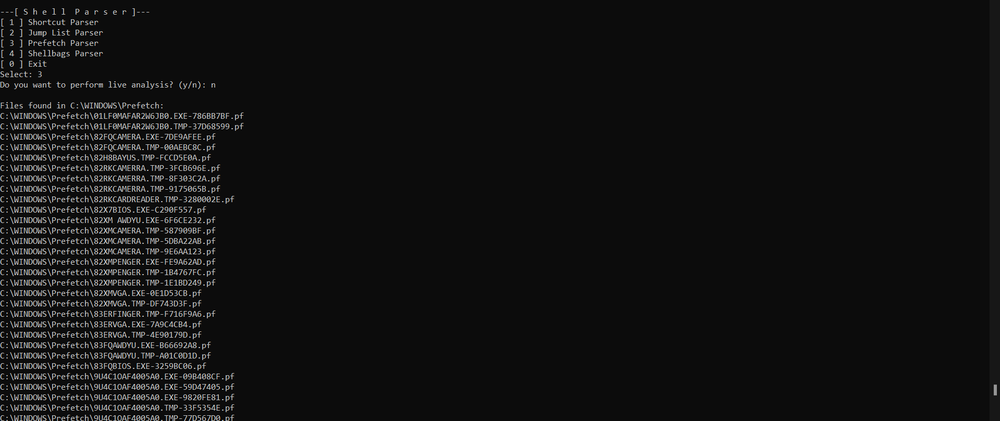 ---[ S h e l l  P a r s e r ]---
[ 1 ] Shortcut Parser
[ 2 ] Jump List Parser
[ 3 ] Prefetch Parser
[ 4 ] Shellbags Parser
[ 0 ] Exit
Select: 3
Do you want to perform live analysis? (y/n): n
Files found in C:\WINDOWS\Prefetch:
C:\WINDOWS\Prefetch\01LF0MAFAR2W6JB0.EXE-786BB7BF.pf
C:\WINDOWS\Prefetch\01LF0MAFAR2W6JB0.TMP-37D68599.pf
C:\WINDOWS\Prefetch\82FQCAMERA.EXE-7DE9AFEE.pf
C:\WINDOWS\Prefetch\82FQCAMERA.TMP-00AEBC8C.pf
C:\WINDOWS\Prefetch\82H8BAYUS.TMP-FCCD5E0A.pf
C:\WINDOWS\Prefetch\82RKCAMERRA.TMP-3FCB696E.pf
C:\WINDOWS\Prefetch\82RKCAMERRA.TMP-8F303C2A.pf
C:\WINDOWS\Prefetch\82RKCAMERRA.TMP-9175065B.pf
C:\WINDOWS\Prefetch\82RKCARDREADER.TMP-3280002E.pf
C:\WINDOWS\Prefetch\82X7BIOS.EXE-C290F557.pf
C:\WINDOWS\Prefetch\82XM AWDYU.EXE-6F6CE232.pf
C:\WINDOWS\Prefetch\82XMCAMERA.TMP-587909BF.pf
C:\WINDOWS\Prefetch\82XMCAMERA.TMP-5DBA22AB.pf
C:\WINDOWS\Prefetch\82XMCAMERA.TMP-9E6AA123.pf
C:\WINDOWS\Prefetch\82XMPENGER.EXE-FE9A62AD.pf
C:\WINDOWS\Prefetch\82XMPENGER.TMP-1B4767FC.pf
C:\WINDOWS\Prefetch\82XMPENGER.TMP-1E1BD249.pf
C:\WINDOWS\Prefetch\82XMVGA.EXE-0E1D53CB.pf
C:\WINDOWS\Prefetch\82XMVGA.TMP-DF743D3F.pf
C:\WINDOWS\Prefetch\83ERFINGER.TMP-F716F9A6.pf
C:\WINDOWS\Prefetch\83ERVGA.EXE-7A9C4CB4.pf
C:\WINDOWS\Prefetch\83ERVGA.TMP-4E90179D.pf
C:\WINDOWS\Prefetch\83FQAWDYU.EXE-B66692A8.pf
C:\WINDOWS\Prefetch\83FQAWDYU.TMP-A01C0D1D.pf
C:\WINDOWS\Prefetch\83FQBIOS.EXE-3259BC06.pf
C:\WINDOWS\Prefetch\9U4C1OAF4005A0.EXE-09B408CF.pf
C:\WINDOWS\Prefetch\9U4C1OAF4005A0.EXE-59D47405.pf
C:\WINDOWS\Prefetch\9U4C1OAF4005A0.EXE-9820FE81.pf
C:\WINDOWS\Prefetch\9U4C1OAF4005A0.TMP-33F5354E.pf
C:\WINDOWS\Prefetch\9U4C1OAF4005A0.TMP-77D567D0.pf